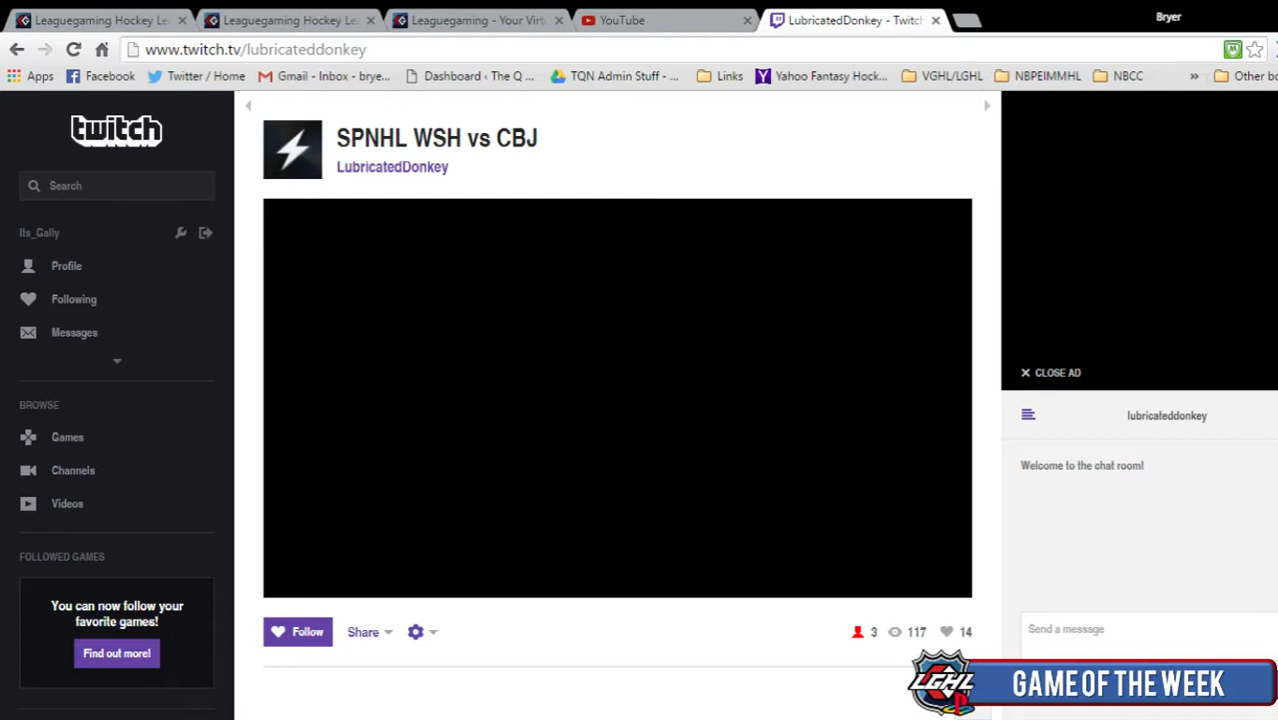 Leaguegaming Hockey Le
Leaguegaming Hockey Le
Leaguegaming - Your Virt
YouTube
LubricatedDonkey - Twitch
Bryer
www.twitch.tv/lubricateddonkey
Apps
Facebook
Twitter / Home
Gmail - Inbox - brye...
Dashboard ‹ The Q ...
TQN Admin Stuff - ...
Links
Yahoo Fantasy Hock...
VGHL/LGHL
NBPEIMMHL
NBCC
»
Other bo
twitch
SPNHL WSH vs CBJ
LubricatedDonkey
Search
Its_Gally
Profile
Following
Messages
BROWSE
Games
Channels
Videos
FOLLOWED GAMES
You can now follow your
favorite games!
Find out more!
Follow
Share
3
117
14
X CLOSE AD
lubricateddonkey
Welcome to the chat room!
Send a message
LGHL
GAME OF THE WEEK